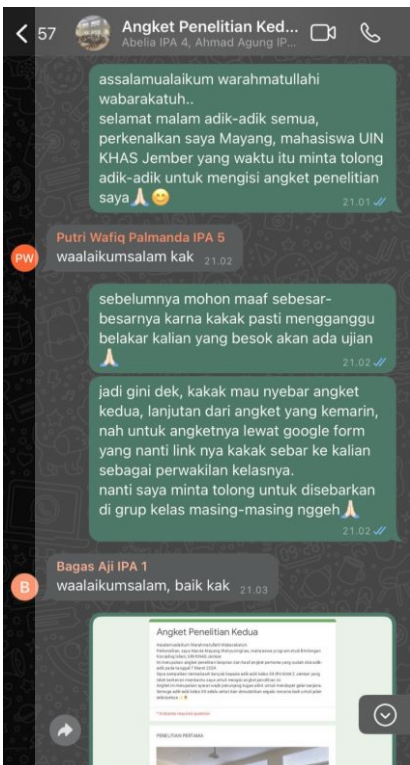 57
Angket Penelitian Ked...
Abelia IPA 4, Ahmad Agung IP...
assalamualaikum warahmatullahi
wabarakatuh..
selamat malam adik-adik semua,
perkenalkan saya Mayang, mahasiswa UIN
KHAS Jember yang waktu itu minta tolong
adik-adik untuk mengisi angket penelitian
saya🙏🏻😊
21.01
Putri Wafiq Palmanda IPA 5
PW
waalaikumsalam kak 21.02
sebelumnya mohon maaf sebesar-
besarnya karna kakak pasti mengganggu
belakar kalian yang besok akan ada ujian
🙏🏻
21.02
jadi gini dek, kakak mau nyebar angket
kedua, lanjutan dari angket yang kemarin,
nah untuk angketnya lewat google form
yang nanti link nya kakak sebar ke kalian
sebagai perwakilan kelasnya.
nanti saya minta tolong untuk disebarkan
di grup kelas masing-masing nggeh🙏🏻
21.02
Bagas Aji IPA 1
B
waalaikumsalam, baik kak 21.03
Angket Penelitian Kedua
PENELITIAN PERTAMA